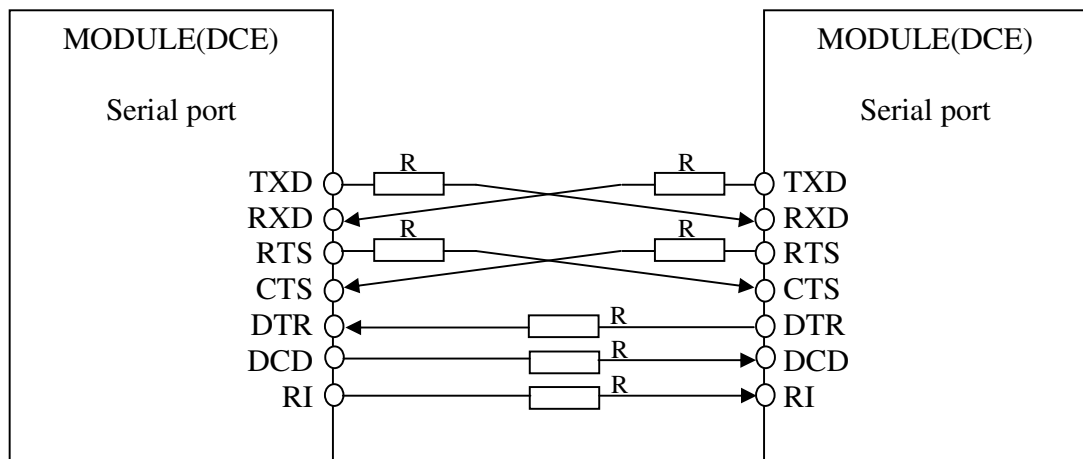 MODULE(DCE)
MODULE(DCE)
Serial port
Serial port
R
R
TXD
TXD
RXD
RXD
R
R
RTS
RTS
CTS
CTS
DTR
R
DTR
DCD
R
DCD
RI
R
RI